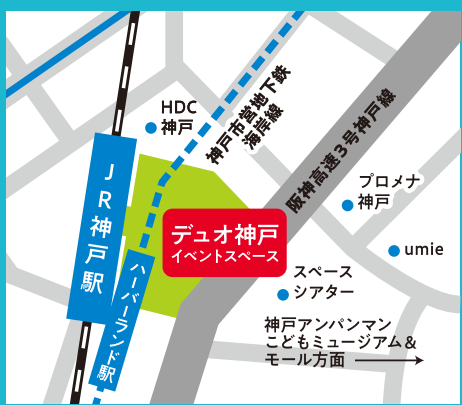 HDC
神戸
神戸市営地下鉄
海岸線
阪神高速3号神戸線
JR神戸駅
ハーバーランド駅
デュオ神戸
イベントスペース
プロメナ
神戸
umie
スペース
シアター
神戸アンパンマン
こどもミュージアム＆
モール方面